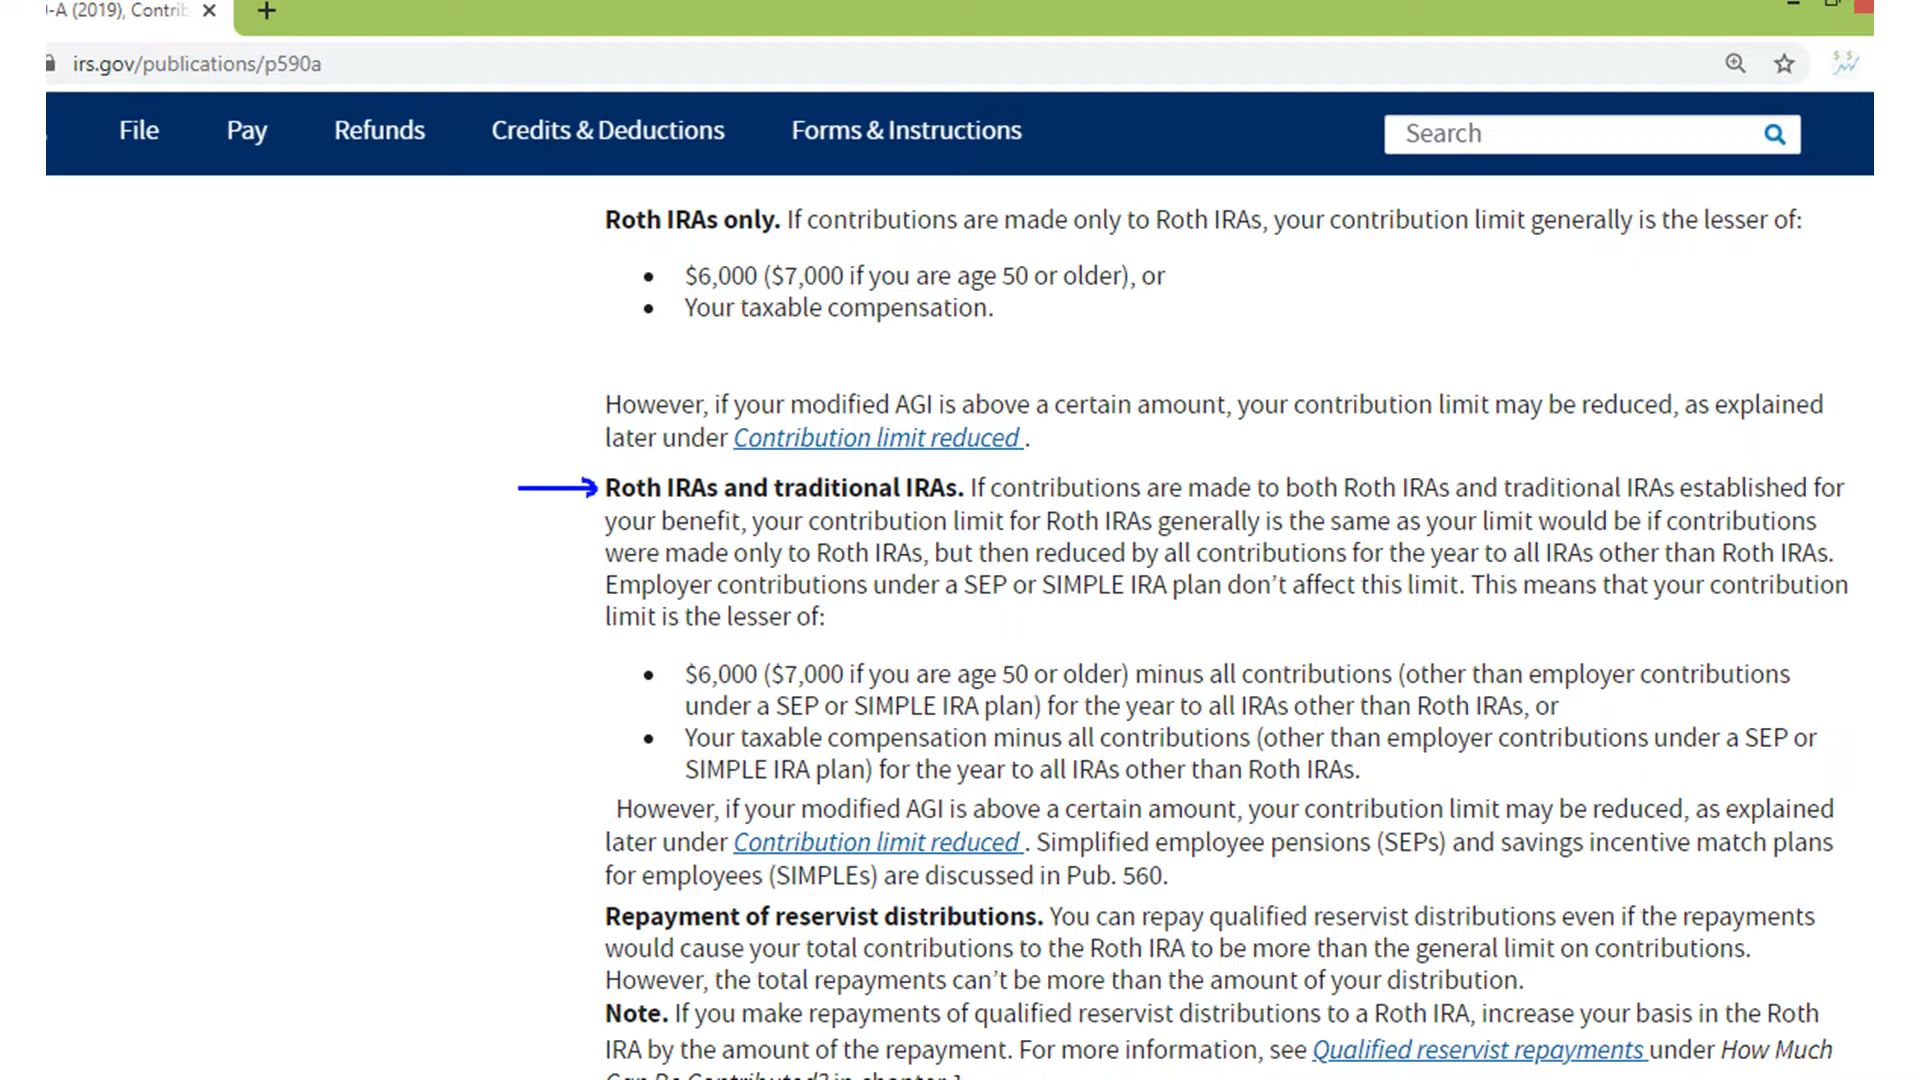 -A (2019), Contrib
irs.gov/publications/p590a
File Pay Refunds Credits & Deductions Forms & Instructions Search
Roth IRAs only. If contributions are made only to Roth IRAs, your contribution limit generally is the lesser of:
• $6,000 ($7,000 if you are age 50 or older), or
• Your taxable compensation.
However, if your modified AGI is above a certain amount, your contribution limit may be reduced, as explained
later under Contribution limit reduced .
Roth IRAs and traditional IRAs. If contributions are made to both Roth IRAs and traditional IRAs established for
your benefit, your contribution limit for Roth IRAs generally is the same as your limit would be if contributions
were made only to Roth IRAs, but then reduced by all contributions for the year to all IRAs other than Roth IRAs.
Employer contributions under a SEP or SIMPLE IRA plan don’t affect this limit. This means that your contribution
limit is the lesser of:
• $6,000 ($7,000 if you are age 50 or older) minus all contributions (other than employer contributions
under a SEP or SIMPLE IRA plan) for the year to all IRAs other than Roth IRAs, or
• Your taxable compensation minus all contributions (other than employer contributions under a SEP or
SIMPLE IRA plan) for the year to all IRAs other than Roth IRAs.
However, if your modified AGI is above a certain amount, your contribution limit may be reduced, as explained
later under Contribution limit reduced . Simplified employee pensions (SEPs) and savings incentive match plans
for employees (SIMPLEs) are discussed in Pub. 560.
Repayment of reservist distributions. You can repay qualified reservist distributions even if the repayments
would cause your total contributions to the Roth IRA to be more than the general limit on contributions.
However, the total repayments can’t be more than the amount of your distribution.
Note. If you make repayments of qualified reservist distributions to a Roth IRA, increase your basis in the Roth
IRA by the amount of the repayment. For more information, see Qualified reservist repayments under How Much
Can Be Contributed? in chapter 1